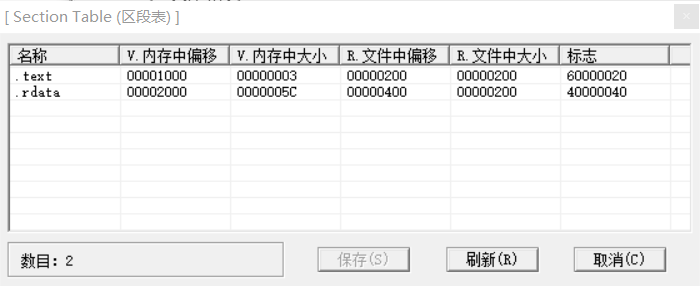 [ Section Table (区段表) ]
名称 V.内存中偏移 V.内存中大小 R.文件中偏移 R.文件中大小 标志
.text 00001000 00000003 00000200 00000200 60000020
.rdata 00002000 0000005C 00000400 00000200 40000040
数目: 2 保存(S) 刷新(R) 取消(C)